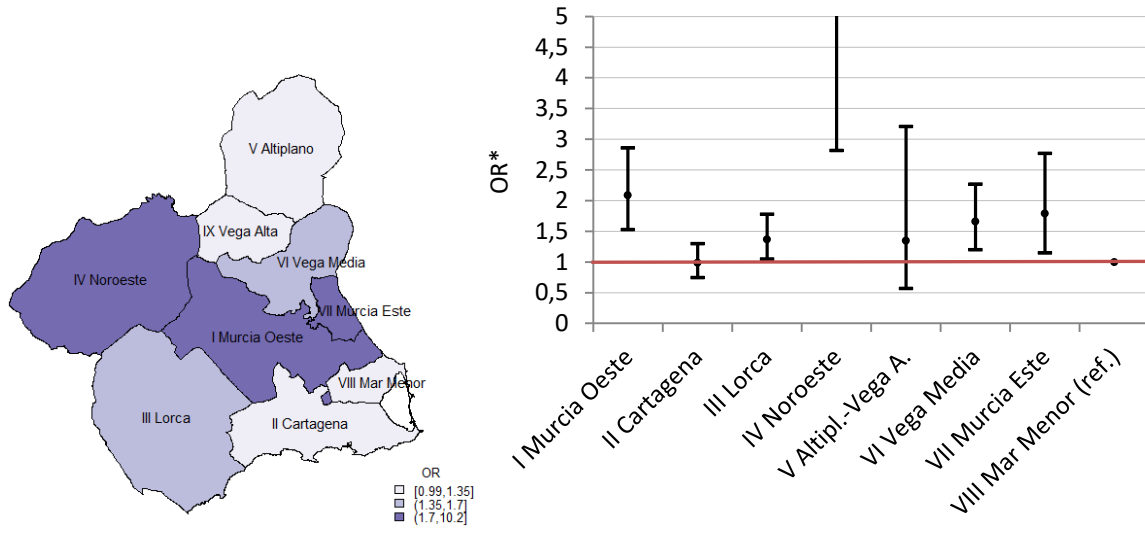 V Altiplano
IX Vega Alta
VI Vega Media
IV Noroeste
VII Murcia Este
I Murcia Oeste
VIII Mar Menor
III Lorca
II Cartagena
OR
[0.99,1.35]
(1.35,1.7]
(1.7,10.2]
OR*
5
4,5
4
3,5
3
2,5
2
1,5
1
0,5
0
I Murcia Oeste
II Cartagena
III Lorca
IV Noroeste
V Altipl.-Vega A.
VI Vega Media
VII Murcia Este
VIII Mar Menor (ref.)